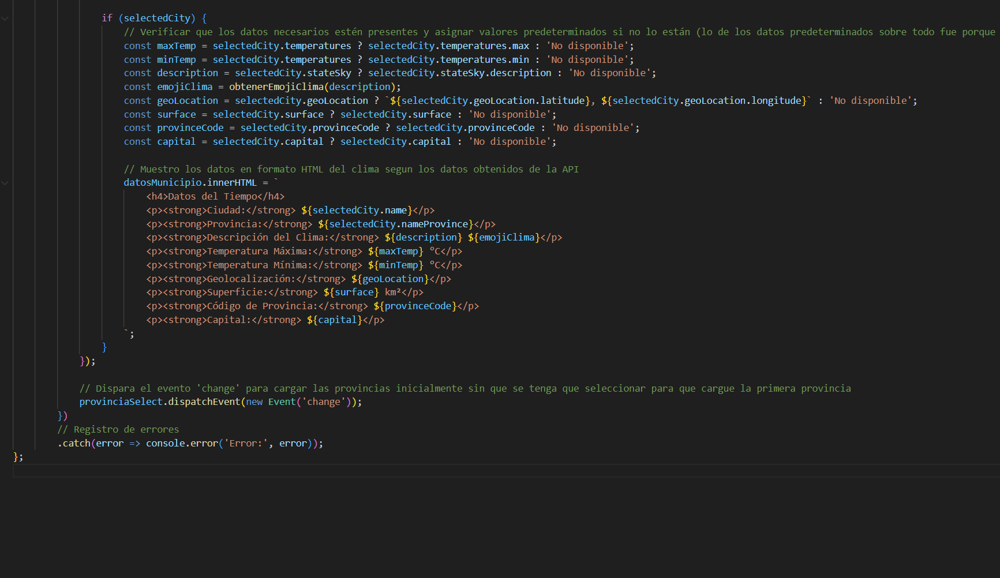 if (selectedCity) {
// Verificar que los datos necesarios estén presentes y asignar valores predeterminados si no lo están (lo de los datos predeterminados sobre todo fue porque
const maxTemp = selectedCity.temperatures ? selectedCity.temperatures.max : 'No disponible';
const minTemp = selectedCity.temperatures ? selectedCity.temperatures.min : 'No disponible';
const description = selectedCity.stateSky ? selectedCity.stateSky.description : 'No disponible';
const emojiClima = obtenerEmojiClima(description);
const geoLocation = selectedCity.geoLocation ? `${selectedCity.geoLocation.latitude}, ${selectedCity.geoLocation.longitude}` : 'No disponible';
const surface = selectedCity.surface ? selectedCity.surface : 'No disponible';
const provinceCode = selectedCity.provinceCode ? selectedCity.provinceCode : 'No disponible';
const capital = selectedCity.capital ? selectedCity.capital : 'No disponible';
// Muestro los datos en formato HTML del clima segun los datos obtenidos de la API
datosMunicipio.innerHTML = `
<h4>Datos del Tiempo</h4>
<p><strong>Ciudad:</strong> ${selectedCity.name}</p>
<p><strong>Provincia:</strong> ${selectedCity.nameProvince}</p>
<p><strong>Descripción del Clima:</strong> ${description} ${emojiClima}</p>
<p><strong>Temperatura Máxima:</strong> ${maxTemp} ºC</p>
<p><strong>Temperatura Mínima:</strong> ${minTemp} ºC</p>
<p><strong>Geolocalización:</strong> ${geoLocation}</p>
<p><strong>Superficie:</strong> ${surface} km²</p>
<p><strong>Código de Provincia:</strong> ${provinceCode}</p>
<p><strong>Capital:</strong> ${capital}</p>
`;
}
});
// Dispara el evento 'change' para cargar las provincias inicialmente sin que se tenga que seleccionar para que cargue la primera provincia
provinciaSelect.dispatchEvent(new Event('change'));
})
// Registro de errores
.catch(error => console.error('Error:', error));
};